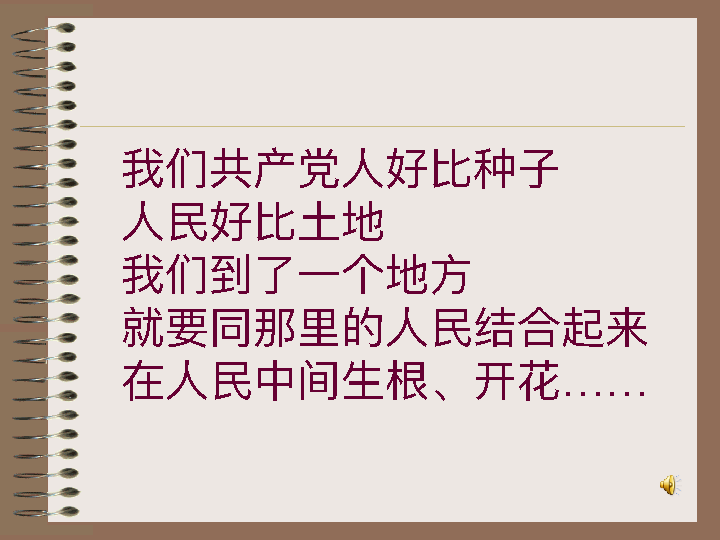 我们共产党人好比种子
人民好比土地
我们到了一个地方
就要同那里的人民结合起来
在人民中间生根、开花……